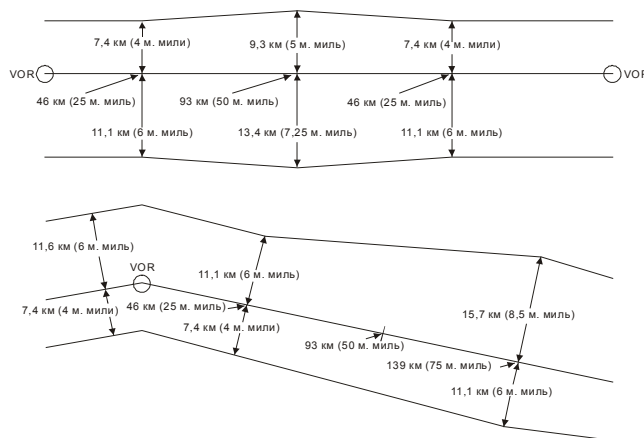 7,4 км (4 м. мили)
9,3 км (5 м. миль)
7,4 км (4 м. мили)
VOR
VOR
46 км (25 м. миль)
93 км (50 м. миль)
46 км (25 м. миль)
11,1 км (6 м. миль)
13,4 км (7,25 м. миль)
11,1 км (6 м. миль)
11,6 км (6 м. миль)
VOR
11,1 км (6 м. миль)
7,4 км (4 м. мили)
46 км (25 м. миль)
15,7 км (8,5 м. миль)
7,4 км (4 м. мили)
93 км (50 м. миль)
139 км (75 м. миль)
11,1 км (6 м. миль)